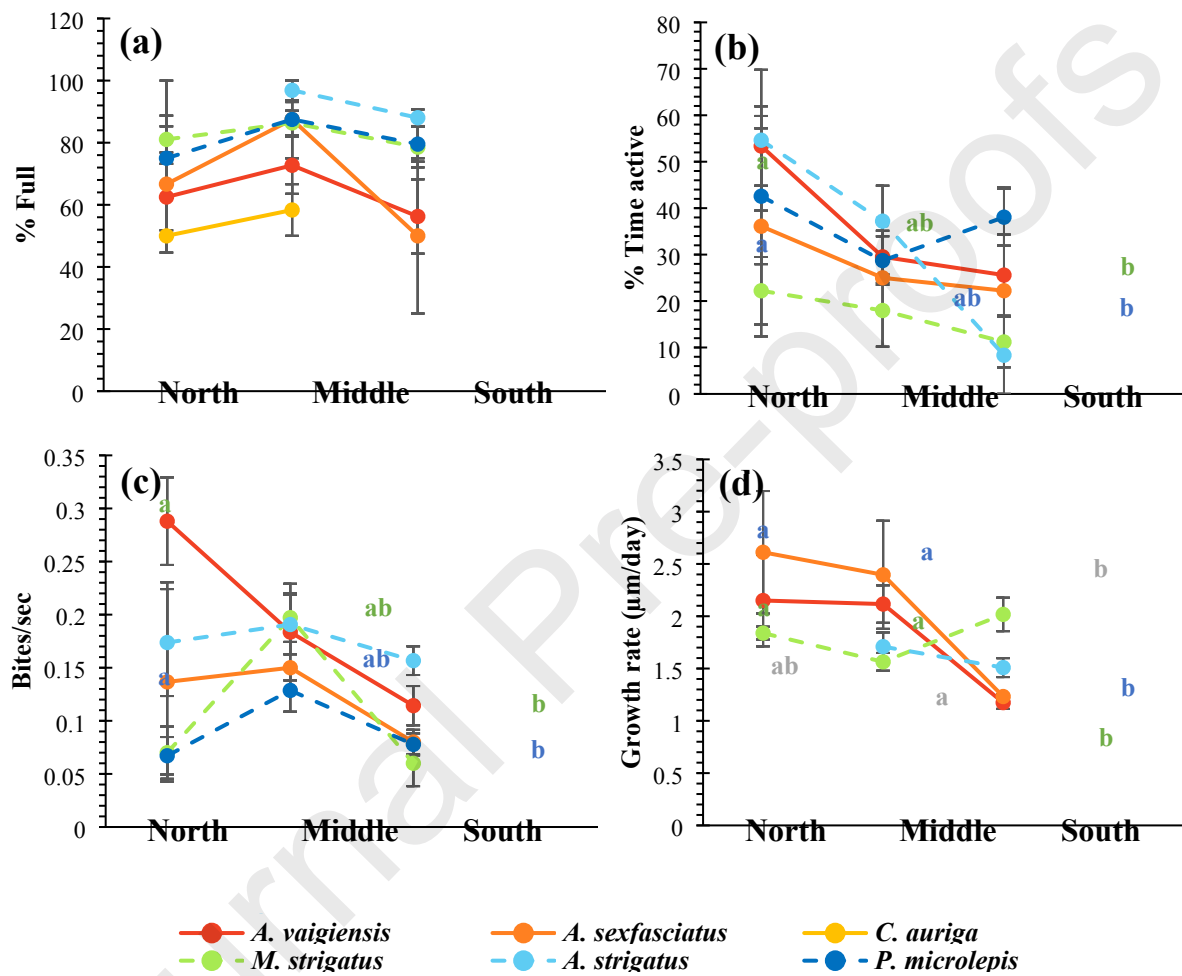 (a)
% Full
120
100
80
60
40
20
0
North Middle South
(b)
% Time active
80
70
60
50
40
30
20
10
0
a
ab
b
a
ab
b
North Middle South
(c)
Bites/sec
0.35
0.3
0.25
0.2
0.15
0.1
0.05
0
a
ab
ab
a
b
b
North Middle South
(d)
Growth rate (µm/day)
3.5
3
2.5
2
1.5
1
0.5
0
a
a
b
a
a
ab
a
b
b
North Middle South
A. vaigiensis A. sexfasciatus C. auriga
M. strigatus A. strigatus P. microlepis
urnal Pre-proofs